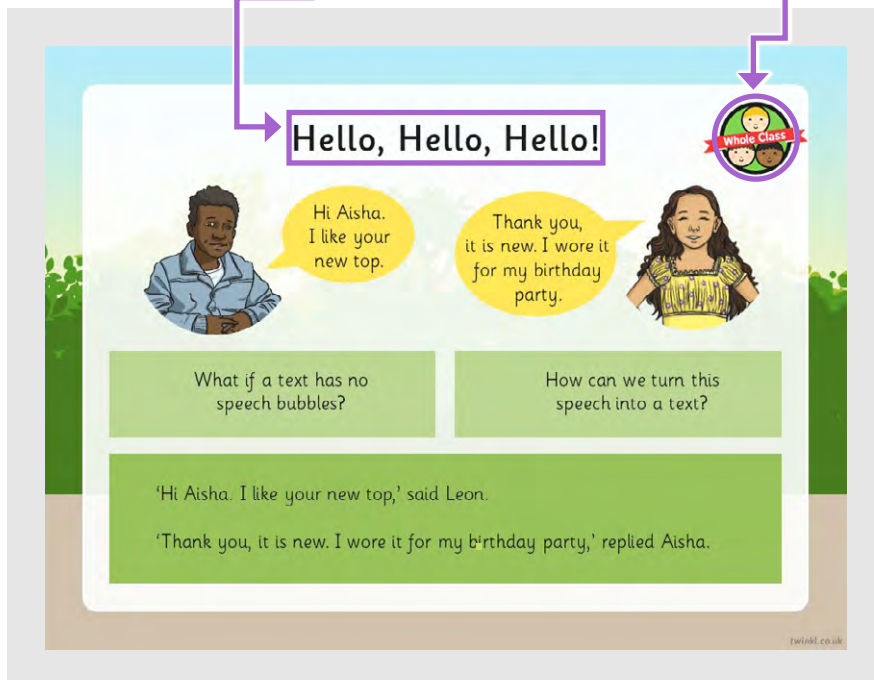 Hello, Hello, Hello!
Whole Class
Hi Aisha.
I like your
new top.
Thank you,
it is new. I wore it
for my birthday
party.
What if a text has no
speech bubbles?
How can we turn this
speech into a text?
‘Hi Aisha. I like your new top,’ said Leon.
‘Thank you, it is new. I wore it for my birthday party,’ replied Aisha.
twinkl.co.uk